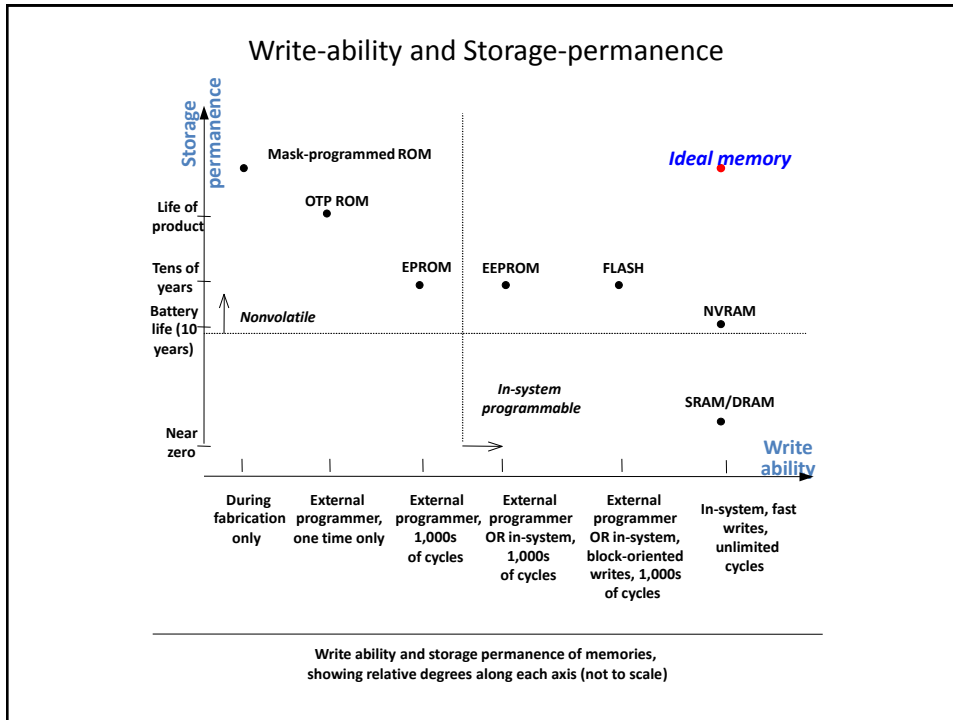 Write-ability and Storage-permanence
Storage
permanence
Mask-programmed ROM
Ideal memory
OTP ROM
Life of
product
EPROM
EEPROM
FLASH
Tens of
years
Nonvolatile
NVRAM
Battery
life (10
years)
In-system
programmable
SRAM/DRAM
Near
zero
Write
ability
During
fabrication
only
External
programmer,
one time only
External
programmer,
1,000s
of cycles
External
programmer
OR in-system,
1,000s
of cycles
External
programmer
OR in-system,
block-oriented
writes, 1,000s
of cycles
In-system, fast
writes,
unlimited
cycles
Write ability and storage permanence of memories,
showing relative degrees along each axis (not to scale)